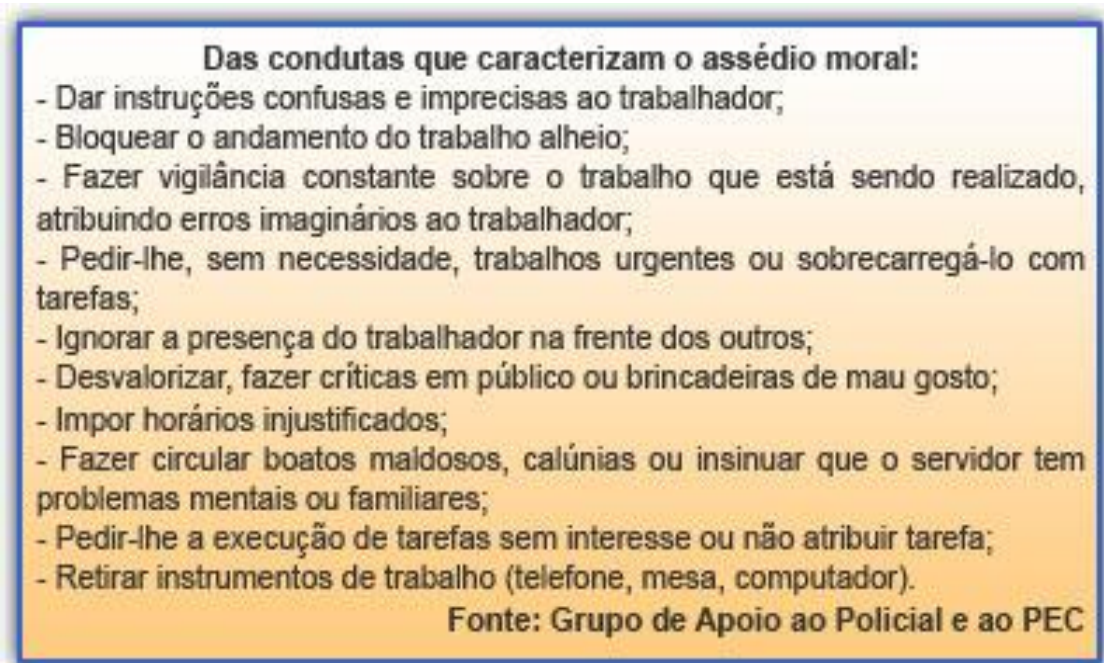 Das condutas que caracterizam o assédio moral:
- Dar instruções confusas e imprecisas ao trabalhador;
- Bloquear o andamento do trabalho alheio;
- Fazer vigilância constante sobre o trabalho que está sendo realizado,
atribuindo erros imaginários ao trabalhador;
- Pedir-lhe, sem necessidade, trabalhos urgentes ou sobrecarregá-lo com
tarefas;
- Ignorar a presença do trabalhador na frente dos outros;
- Desvalorizar, fazer críticas em público ou brincadeiras de mau gosto;
- Impor horários injustificados;
- Fazer circular boatos maldosos, calúnias ou insinuar que o servidor tem
problemas mentais ou familiares;
- Pedir-lhe a execução de tarefas sem interesse ou não atribuir tarefa;
- Retirar instrumentos de trabalho (telefone, mesa, computador).
Fonte: Grupo de Apoio ao Policial e ao PEC